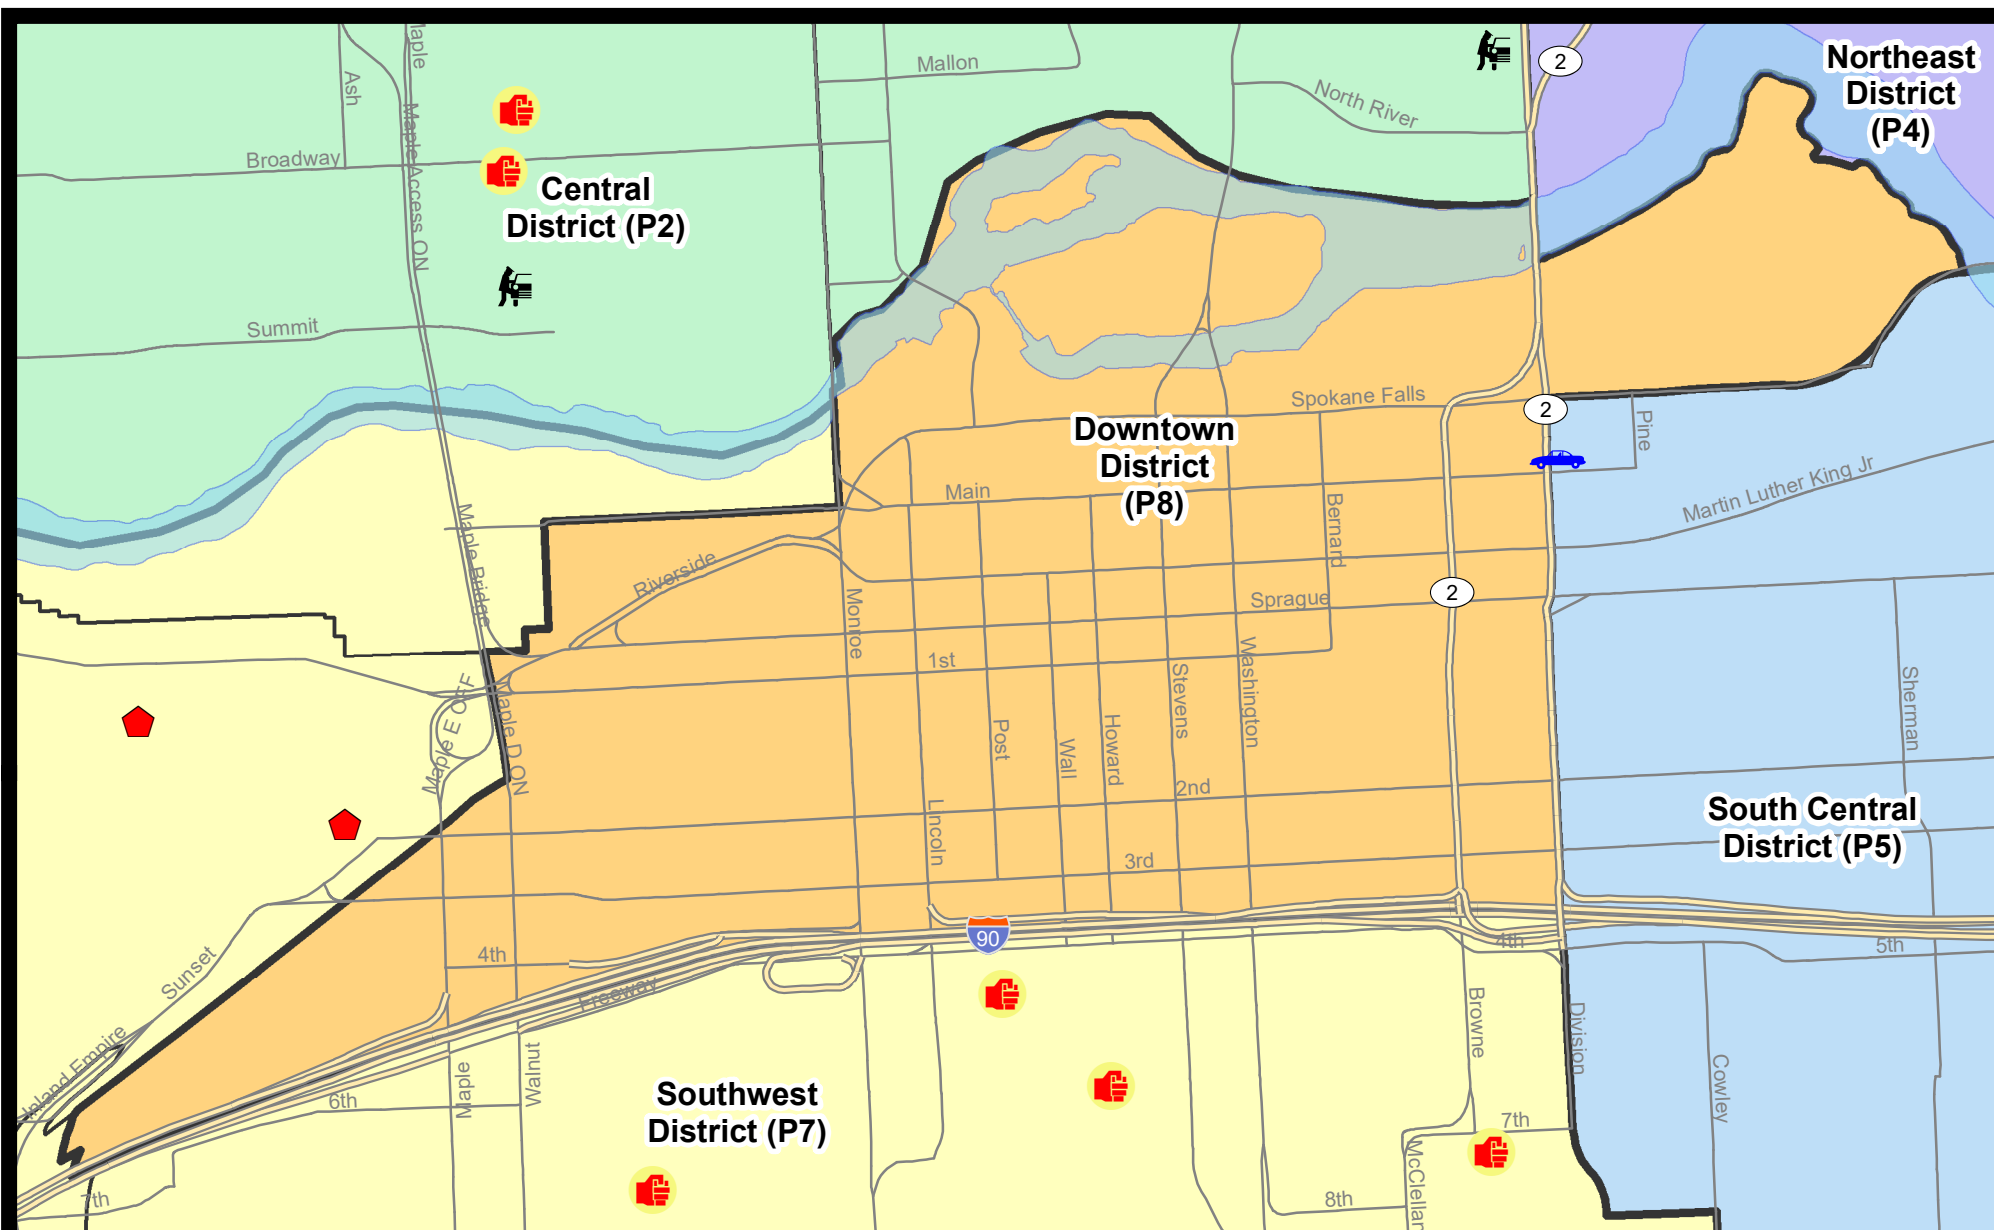 Maple
Ash
Mallon
2
Northeast
District
(P4)
North River
Maple Access ON
Broadway
Central
District (P2)
Summit
Spokane Falls
2
Pine
Downtown
District
(P8)
Main
Bernard
Martin Luther King Jr
Maple Bridge
Riverside
Monroe
Sprague
2
1st
Stevens
Washington
Sherman
Maple E OFF
Maple D ON
Post
Wall
Howard
2nd
South Central
District (P5)
Lincoln
3rd
90
4th
4th
5th
Sunset
Freeway
Browne
Division
Inland Empire
Maple
Walnut
Cowley
6th
Southwest
District (P7)
7th
7th
8th
McClellan